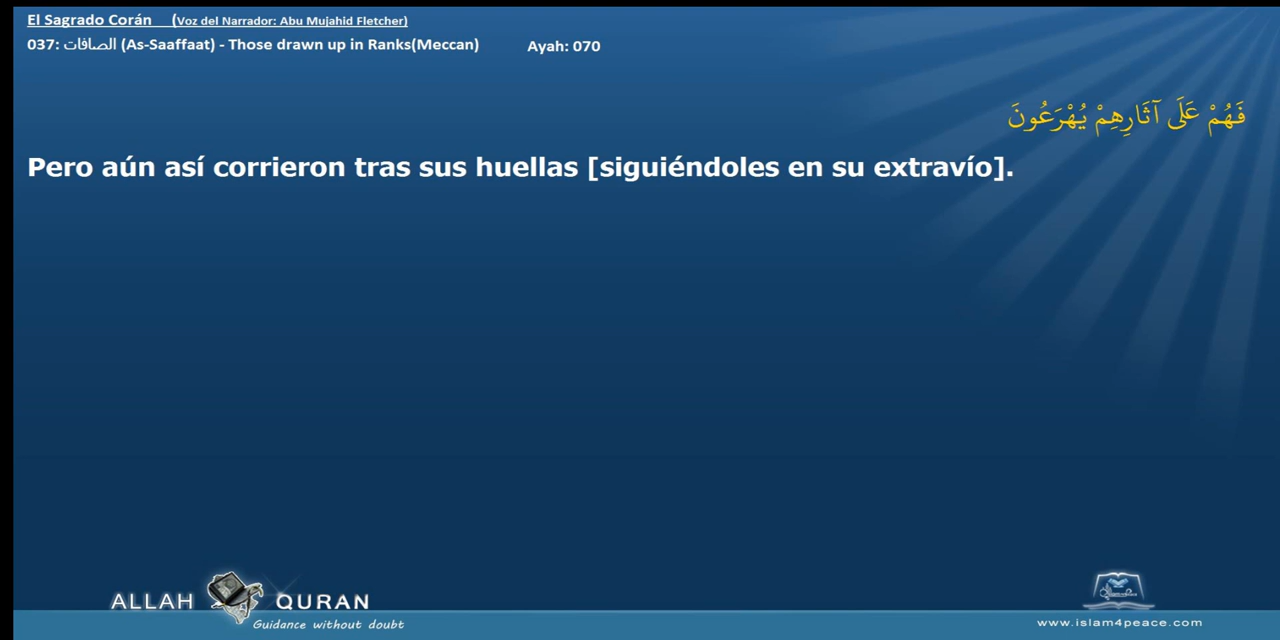 El Sagrado Corán (Voz del Narrador: Abu Mujahid Fletcher)
037: الصافات (As-Saaffaat) - Those drawn up in Ranks(Meccan) Ayah: 070
فَهُمْ عَلَى آثَارِهِمْ يُهْرَعُونَ
Pero aún así corrieron tras sus huellas [siguiéndoles en su extravío].
ALLAH QURAN
Guidance without doubt
www.islam4peace.com